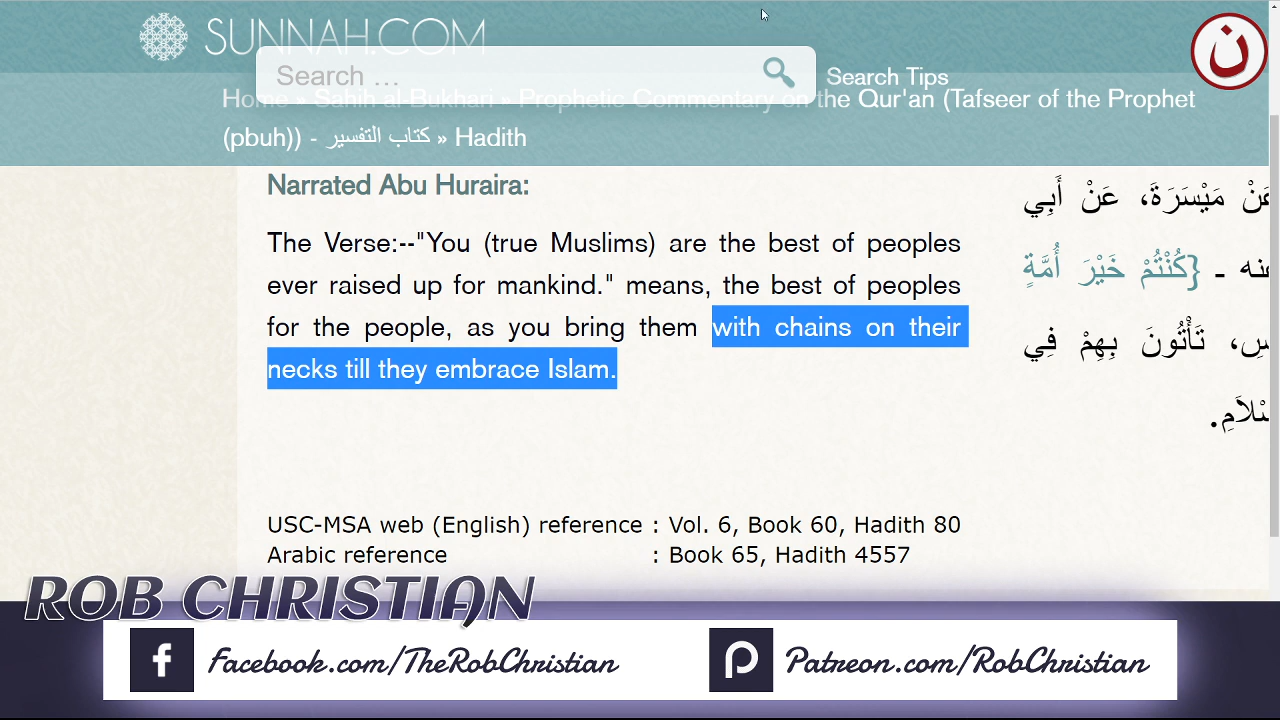 SUNNAH.COM
Search ...
Search Tips
Home » Sahih al-Bukhari » Prophetic Commentary on the Qur'an (Tafseer of the Prophet
(pbuh)) - كتاب التفسير » Hadith
Narrated Abu Huraira:
The Verse:--"You (true Muslims) are the best of peoples
ever raised up for mankind." means, the best of peoples
for the people, as you bring them with chains on their
necks till they embrace Islam.
عَنْ مَيْسَرَةَ، عَنْ أَبِي
عنه ـ ‏{‏كُنْتُمْ خَيْرَ أُمَّةٍ
تَأْتُونَ بِهِمْ فِي
USC-MSA web (English) reference : Vol. 6, Book 60, Hadith 80
Arabic reference : Book 65, Hadith 4557
ROB CHRISTIAN
Facebook.com/TheRobChristian
Patreon.com/RobChristian
ن